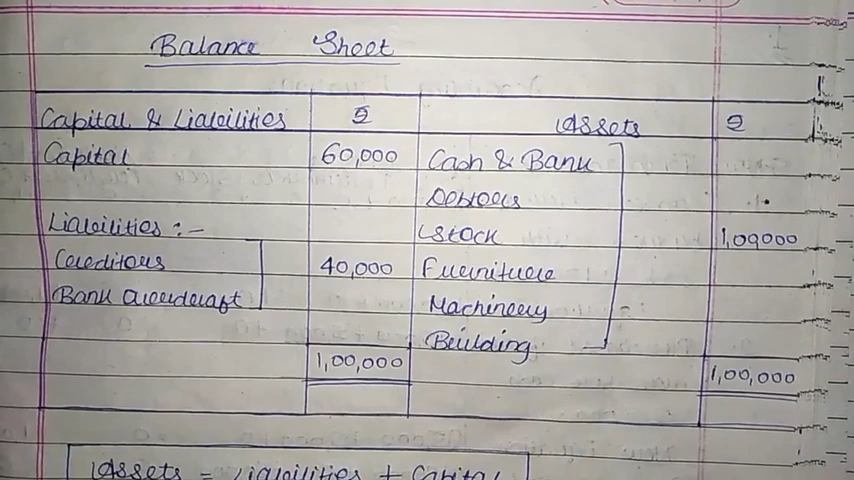 Balance Sheet
Capital & Liabilities ₹ Assets ₹
Capital 60,000 Cash & Bank
Debtors
Liabilities :- Stock 1,00000
Creditors 40,000 Furniture
Bank overdraft Machinery
Building
1,00,000 1,00,000
Assets = Liabilities + Capital